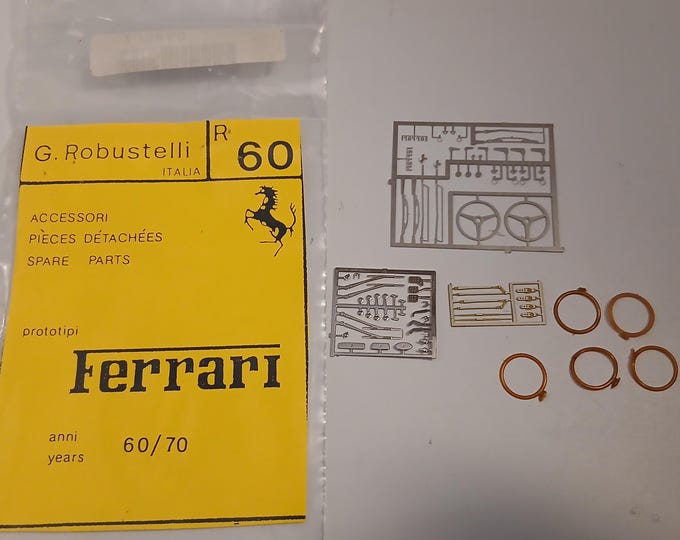 G. Robustelli
ITALIA
R
60
ACCESSORI
PIÈCES DÉTACHÉES
SPARE PARTS
prototipi
Ferrari
anni
years
60/70